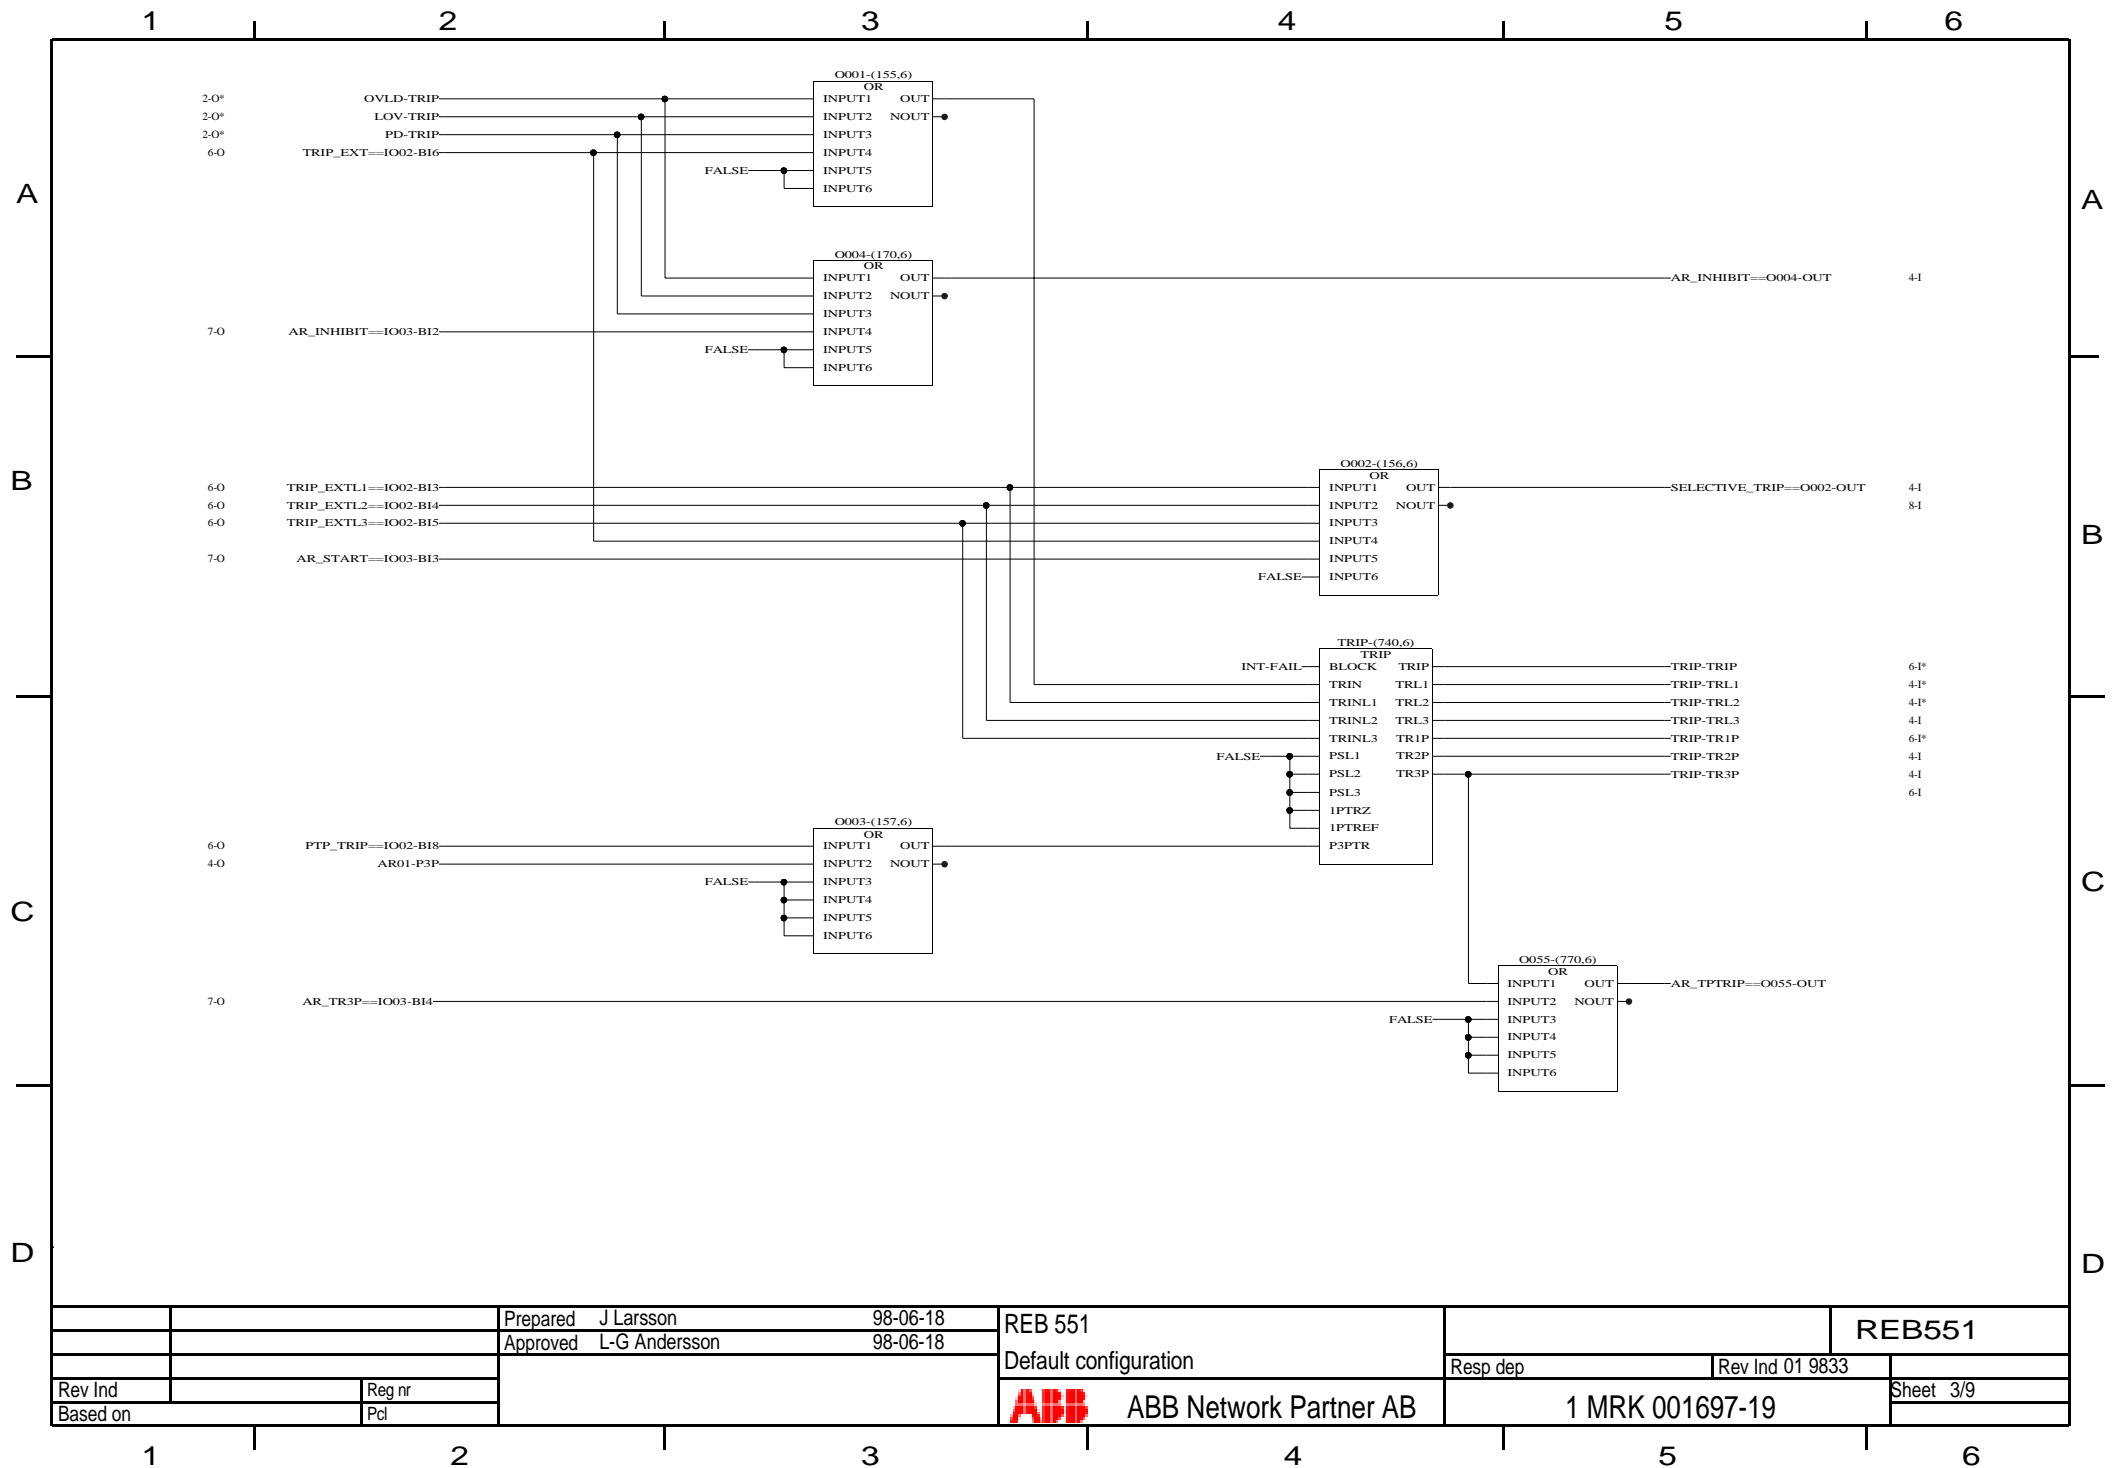 1 2 3 4 5 6
O001-(155,6)
OR
2-O* OVLD-TRIP INPUT1 OUT
2-O* LOV-TRIP INPUT2 NOUT
2-O* PD-TRIP INPUT3
6-O TRIP_EXT==IO02-BI6 INPUT4
FALSE INPUT5
INPUT6
A A
O004-(170,6)
OR
INPUT1 OUT AR_INHIBIT==O004-OUT 4-I
INPUT2 NOUT
INPUT3
7-O AR_INHIBIT==IO03-BI2 INPUT4
FALSE INPUT5
INPUT6
O002-(156,6)
OR
B B
6-O TRIP_EXTL1==IO02-BI3 INPUT1 OUT SELECTIVE_TRIP==O002-OUT 4-I
6-O TRIP_EXTL2==IO02-BI4 INPUT2 NOUT 8-I
6-O TRIP_EXTL3==IO02-BI5 INPUT3
INPUT4
7-O AR_START==IO03-BI3 INPUT5
FALSE INPUT6
TRIP-(740,6)
TRIP
INT-FAIL BLOCK TRIP TRIP-TRIP 6-I*
TRIN TRL1 TRIP-TRL1 4-I*
TRINL1 TRL2 TRIP-TRL2 4-I*
TRINL2 TRL3 TRIP-TRL3 4-I
TRINL3 TR1P TRIP-TR1P 6-I*
FALSE PSL1 TR2P TRIP-TR2P 4-I
PSL2 TR3P TRIP-TR3P 4-I
PSL3 6-I
1PTRZ
1PTREF
P3PTR
O003-(157,6)
OR
6-O PTP_TRIP==IO02-BI8 INPUT1 OUT
4-O AR01-P3P INPUT2 NOUT
FALSE INPUT3
INPUT4
INPUT5
INPUT6
C C
O055-(770,6)
OR
INPUT1 OUT AR_TPTRIP==O055-OUT
7-O AR_TR3P==IO03-BI4 INPUT2 NOUT
FALSE INPUT3
INPUT4
INPUT5
INPUT6
D D
Prepared J Larsson 98-06-18
Approved L-G Andersson 98-06-18
REB 551
Default configuration
REB551
Resp dep
Rev Ind 01 9833
Rev Ind Reg nr
Based on Pcl
ABB ABB Network Partner AB
1 MRK 001697-19
Sheet 3/9
1 2 3 4 5 6